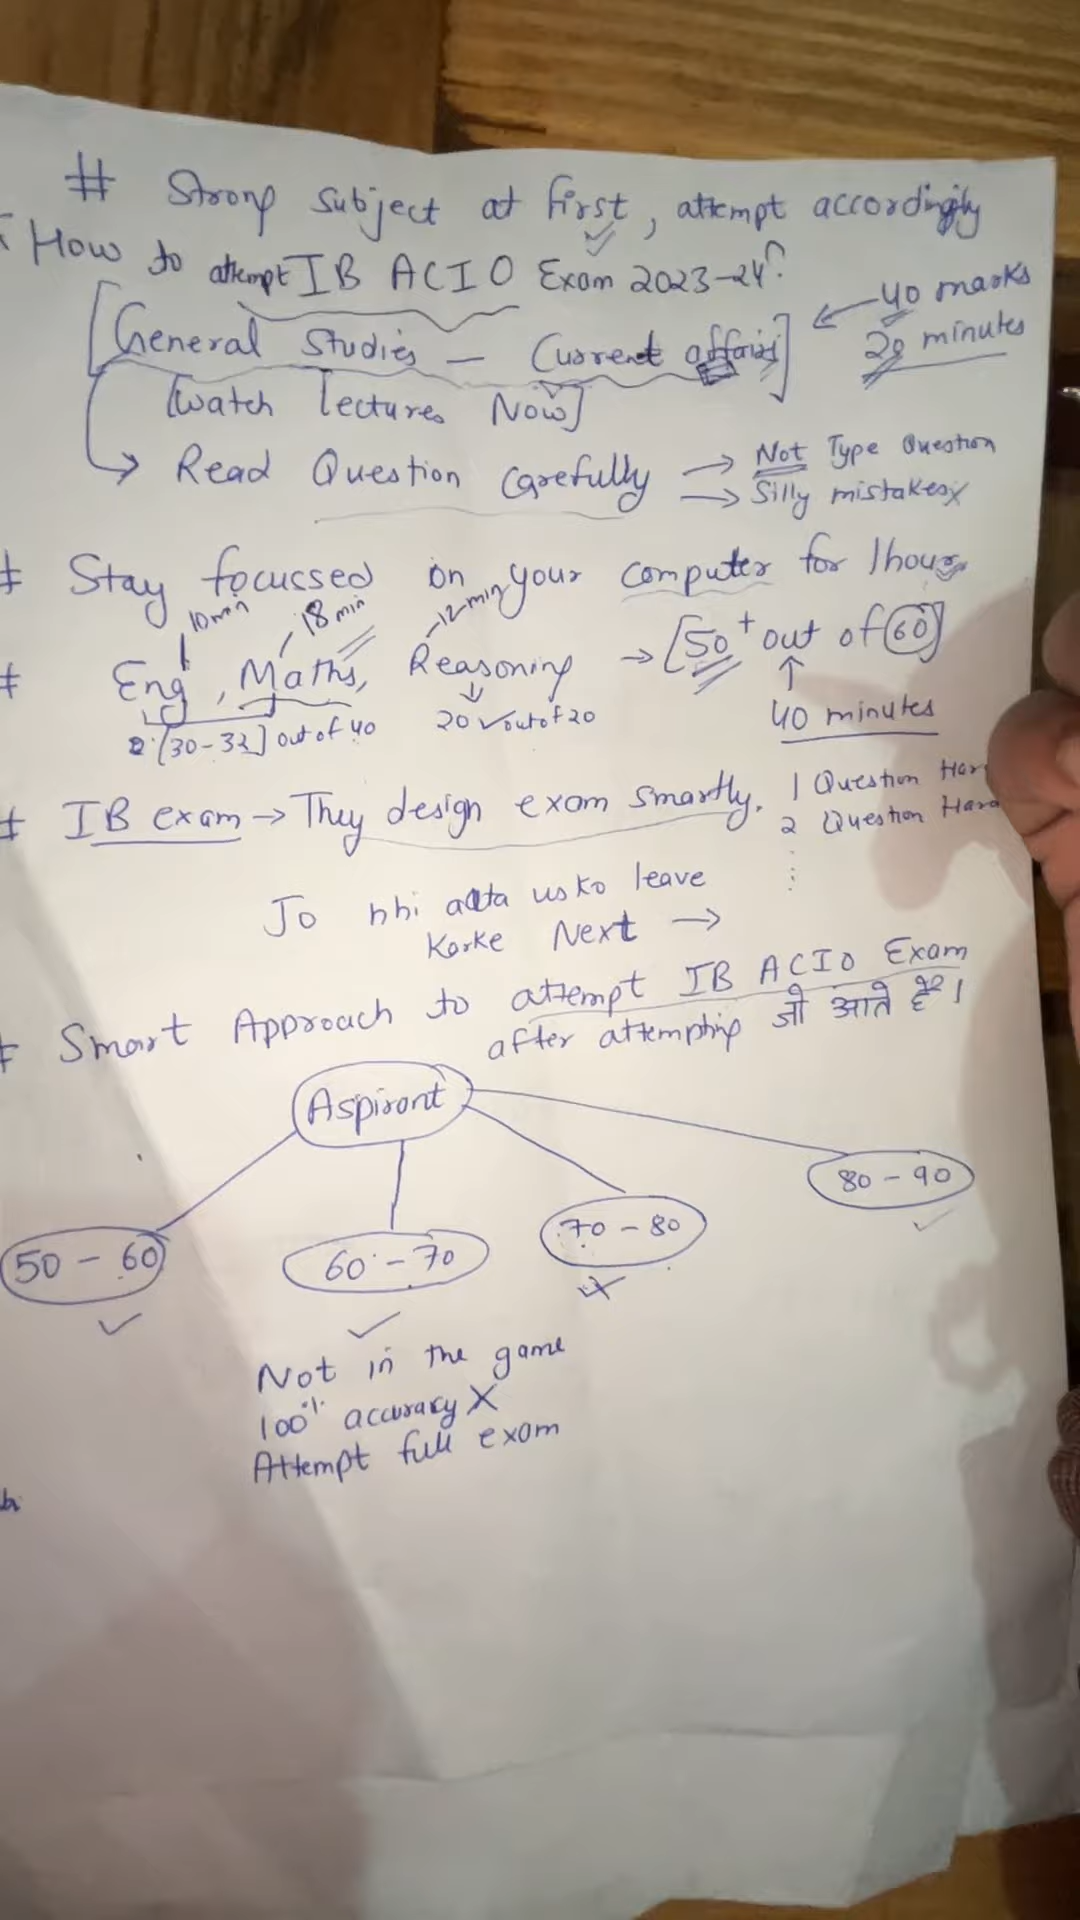 # Strong subject at first, attempt accordingly
How to attempt IB ACIO Exam 2023-24?
[General Studies – Current affairs] ← 40 marks
20 minutes
[Watch lectures Now]
→ Read Question Carefully → Not Type Question
→ Silly mistakes x
# Stay focussed on your computer for 1 hour
10 min 18 min 12 min
# Eng, Maths, Reasoning → [50+ out of 60]
[30-32] out of 40 20 ✓ out of 20
↑ 40 minutes
# IB exam → They design exam smartly. 1 Question Hard
2 Question Hard
Jo nhi aata usko leave
Karke Next →
# Smart Approach to attempt IB ACIO Exam
after attempting जो आते हैं।
Aspirant
80 – 90
50 – 60 60 – 70 70 – 80
Not in the game
100% accuracy X
Attempt full exam